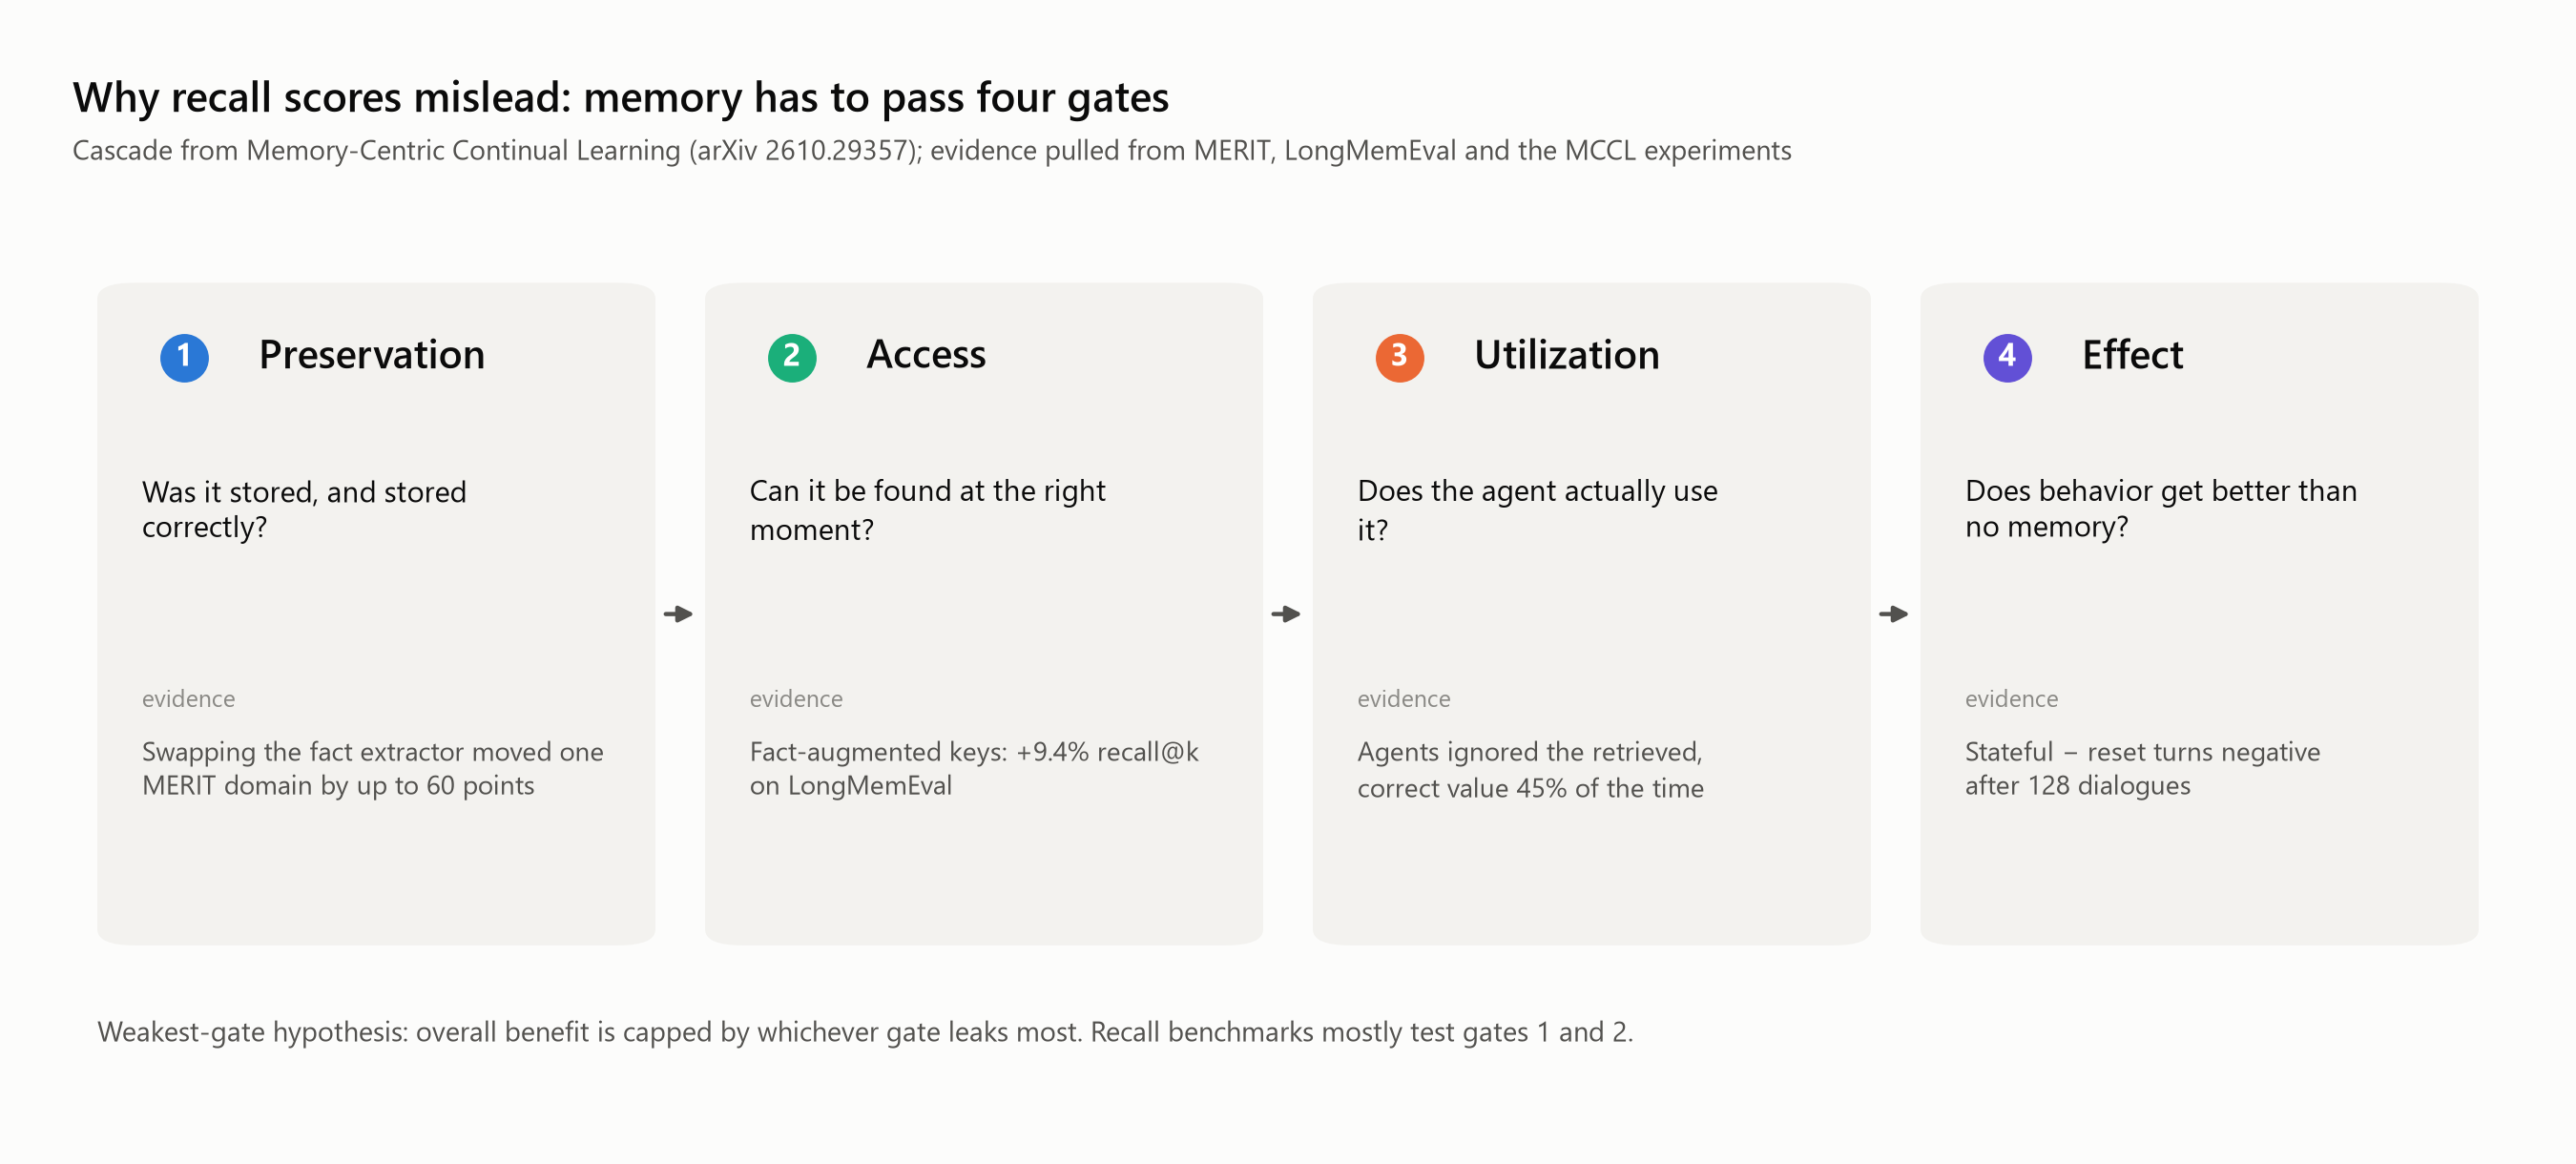 Why recall scores mislead: memory has to pass four gates
Cascade from Memory-Centric Continual Learning (arXiv 2610.29357); evidence pulled from MERIT, LongMemEval and the MCCL experiments
1 Preservation
Was it stored, and stored
correctly?
evidence
Swapping the fact extractor moved one
MERIT domain by up to 60 points
2 Access
Can it be found at the right
moment?
evidence
Fact-augmented keys: +9.4% recall@k
on LongMemEval
3 Utilization
Does the agent actually use
it?
evidence
Agents ignored the retrieved,
correct value 45% of the time
4 Effect
Does behavior get better than
no memory?
evidence
Stateful − reset turns negative
after 128 dialogues
Weakest-gate hypothesis: overall benefit is capped by whichever gate leaks most. Recall benchmarks mostly test gates 1 and 2.